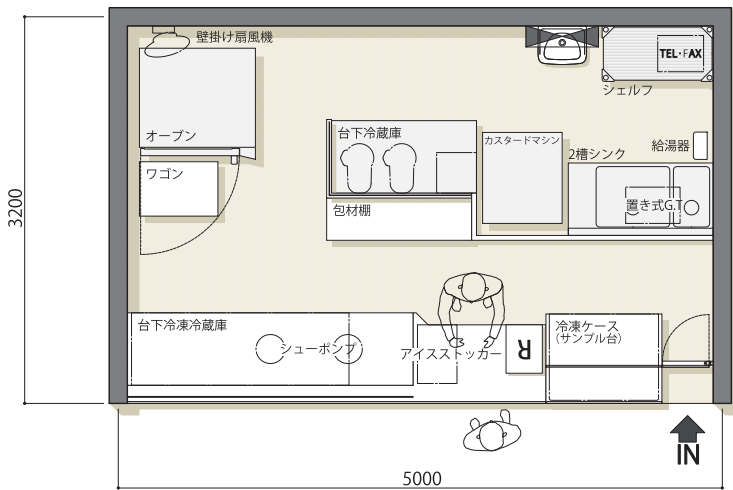 壁掛け扇風機
TEL・FAX
シェルフ
オーブン
台下冷蔵庫
カスタードマシン
2槽シンク
給湯器
ワゴン
包材棚
置き式G.T
3200
台下冷凍冷蔵庫
シューポンプ
アイスストッカー
R
冷凍ケース
(サンプル台)
IN
5000